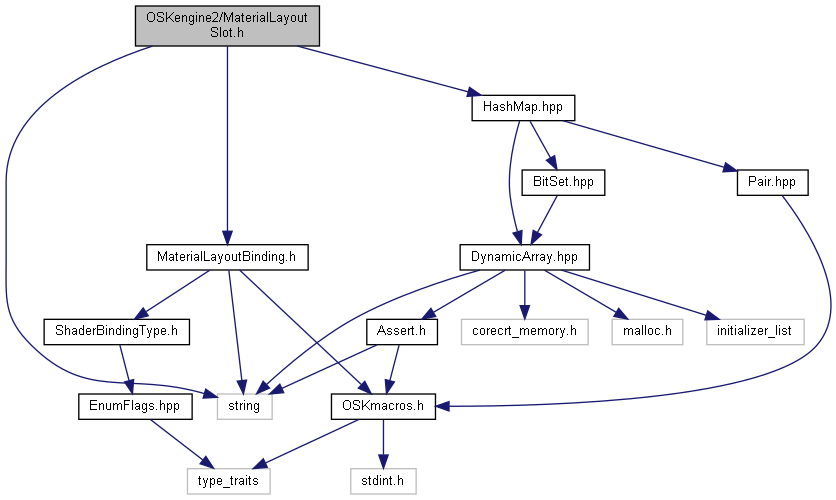 OSKengine2/MaterialLayout
Slot.h
HashMap.hpp
BitSet.hpp
Pair.hpp
MaterialLayoutBinding.h
DynamicArray.hpp
ShaderBindingType.h
Assert.h
corecrt_memory.h
malloc.h
initializer_list
EnumFlags.hpp
string
OSKmacros.h
type_traits
stdint.h